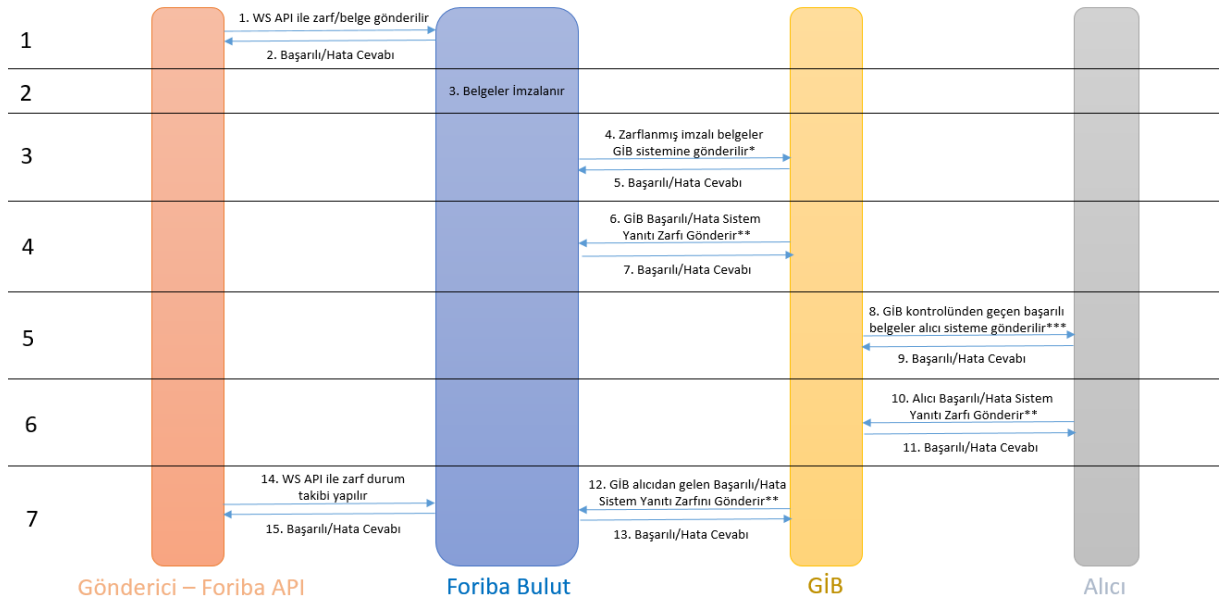 1
1. WS API ile zarf/belge gönderilir
2. Başarılı/Hata Cevabı
2
3. Belgeler İmzalanır
3
4. Zarflanmış imzalı belgeler
GİB sistemine gönderilir*
5. Başarılı/Hata Cevabı
4
6. GİB Başarılı/Hata Sistem
Yanıtı Zarfı Gönderir**
7. Başarılı/Hata Cevabı
5
8. GİB kontrolünden geçen başarılı
belgeler alıcı sisteme gönderilir***
9. Başarılı/Hata Cevabı
6
10. Alıcı Başarılı/Hata Sistem
Yanıtı Zarfı Gönderir**
11. Başarılı/Hata Cevabı
7
14. WS API ile zarf durum
takibi yapılır
15. Başarılı/Hata Cevabı
12. GİB alıcıdan gelen Başarılı/Hata
Sistem Yanıtı Zarfını Gönderir**
13. Başarılı/Hata Cevabı
Gönderici – Foriba API
Foriba Bulut
GİB
Alıcı